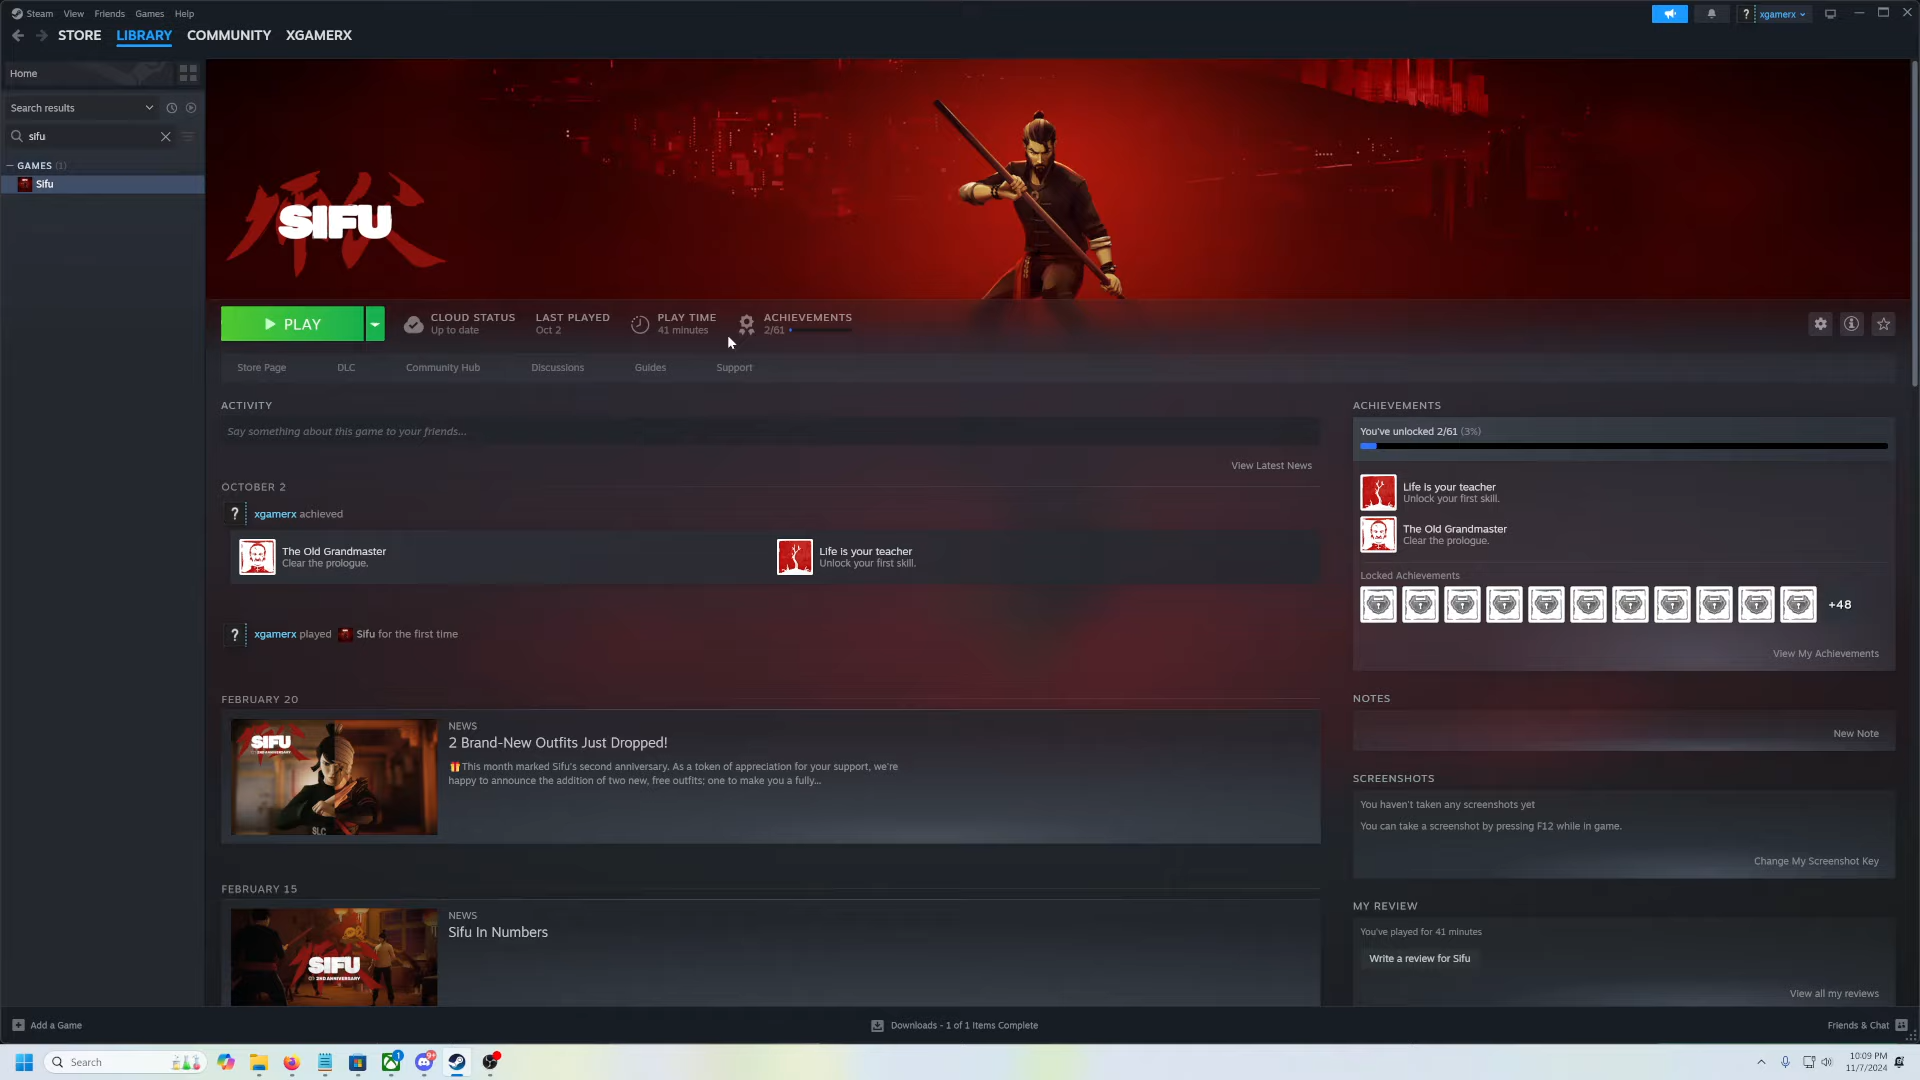 Steam View Friends Games Help
? xgamerx
STORE LIBRARY COMMUNITY XGAMERX
Home
Search results
sifu
— GAMES (1)
Sifu
SIFU
PLAY
CLOUD STATUS
Up to date
LAST PLAYED
Oct 2
PLAY TIME
41 minutes
ACHIEVEMENTS
2/61
Store Page DLC Community Hub Discussions Guides Support
ACTIVITY
Say something about this game to your friends...
View Latest News
OCTOBER 2
? xgamerx achieved
The Old Grandmaster
Clear the prologue.
Life is your teacher
Unlock your first skill.
? xgamerx played Sifu for the first time
FEBRUARY 20
SIFU
SLC
NEWS
2 Brand-New Outfits Just Dropped!
🎁This month marked Sifu's second anniversary. As a token of appreciation for your support, we're
happy to announce the addition of two new, free outfits; one to make you a fully...
FEBRUARY 15
SIFU
2ND ANNIVERSARY
NEWS
Sifu In Numbers
ACHIEVEMENTS
You've unlocked 2/61 (3%)
Life is your teacher
Unlock your first skill.
The Old Grandmaster
Clear the prologue.
Locked Achievements
+48
View My Achievements
NOTES
New Note
SCREENSHOTS
You haven't taken any screenshots yet
You can take a screenshot by pressing F12 while in game.
Change My Screenshot Key
MY REVIEW
You've played for 41 minutes
Write a review for Sifu
View all my reviews
Add a Game
Downloads - 1 of 1 Items Complete
Friends & Chat
Search
1
9+
10:09 PM
11/7/2024